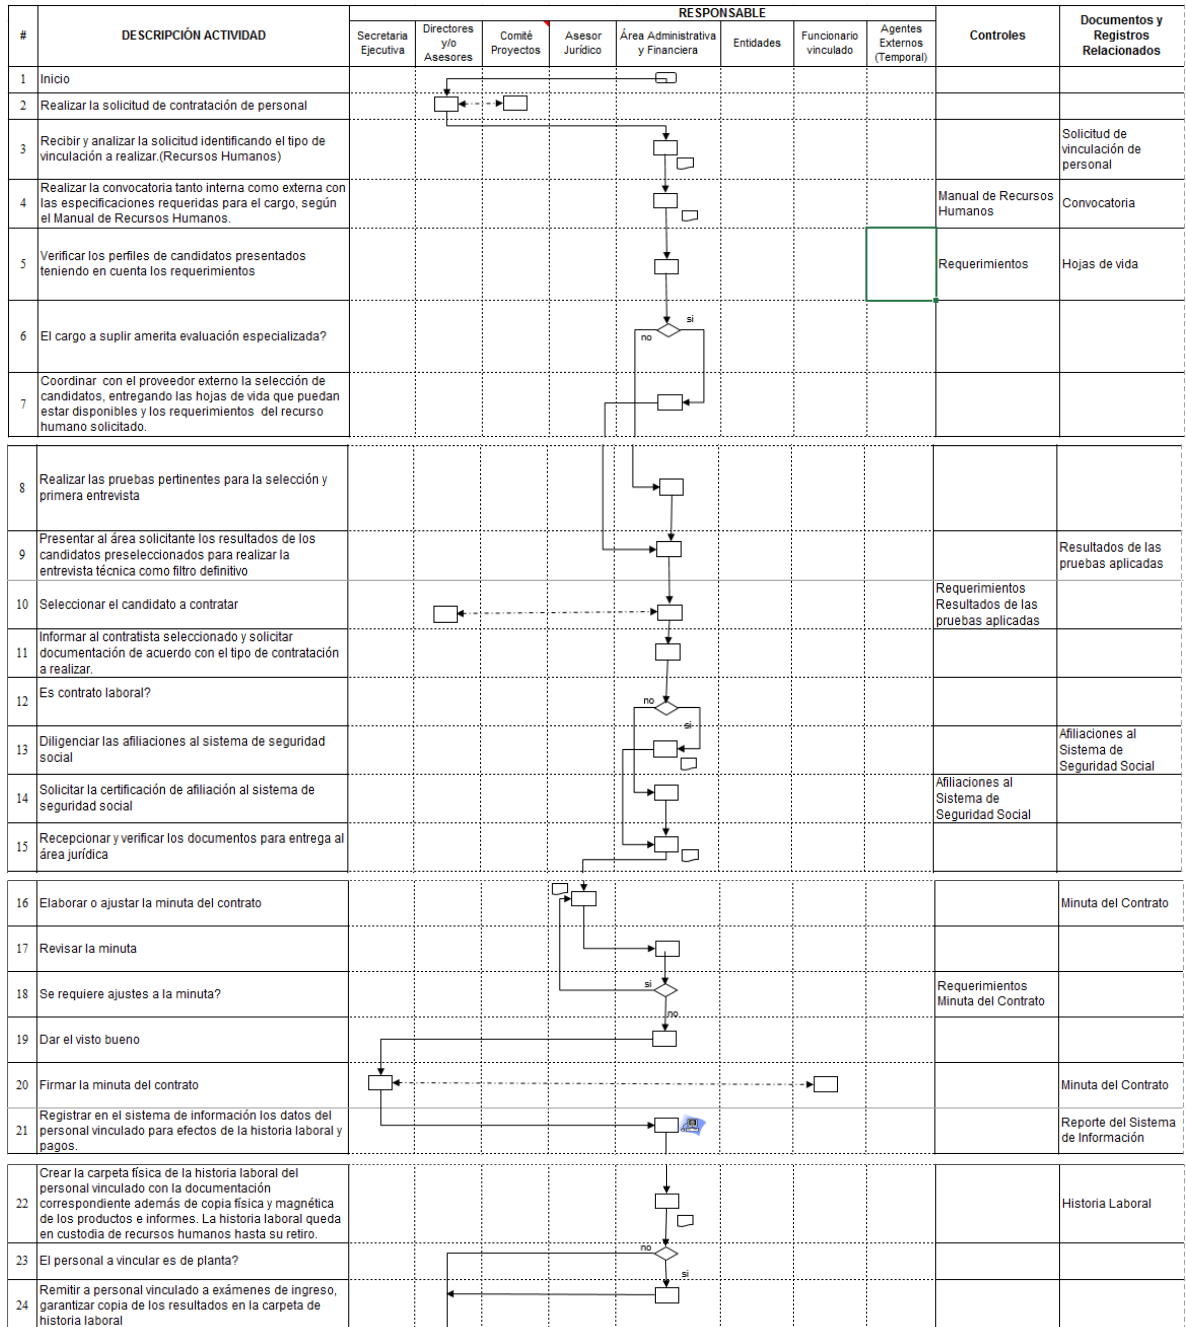 RESPONSABLE
#
DESCRIPCIÓN ACTIVIDAD
Secretaria
Ejecutiva
Directores
y/o
Asesores
Comité
Proyectos
Asesor
Jurídico
Área Administrativa
y Financiera
Entidades
Funcionario
vinculado
Agentes
Externos
(Temporal)
Controles
Documentos y
Registros
Relacionados
1
Inicio
2
Realizar la solicitud de contratación de personal
3
Recibir y analizar la solicitud identificando el tipo de
vinculación a realizar.(Recursos Humanos)
Solicitud de
vinculación de
personal
4
Realizar la convocatoria tanto interna como externa con
las especificaciones requeridas para el cargo, según
el Manual de Recursos Humanos.
Manual de Recursos
Humanos
Convocatoria
5
Verificar los perfiles de candidatos presentados
teniendo en cuenta los requerimientos
Requerimientos
Hojas de vida
6
El cargo a suplir amerita evaluación especializada?
si
no
7
Coordinar con el proveedor externo la selección de
candidatos, entregando las hojas de vida que puedan
estar disponibles y los requerimientos del recurso
humano solicitado.
8
Realizar las pruebas pertinentes para la selección y
primera entrevista
9
Presentar al área solicitante los resultados de los
candidatos preseleccionados para realizar la
entrevista técnica como filtro definitivo
Resultados de las
pruebas aplicadas
10
Seleccionar el candidato a contratar
Requerimientos
Resultados de las
pruebas aplicadas
11
Informar al contratista seleccionado y solicitar
documentación de acuerdo con el tipo de contratación
a realizar.
12
Es contrato laboral?
no
si
13
Diligenciar las afiliaciones al sistema de seguridad
social
Afiliaciones al
Sistema de
Seguridad Social
14
Solicitar la certificación de afiliación al sistema de
seguridad social
Afiliaciones al
Sistema de
Seguridad Social
15
Recepcionar y verificar los documentos para entrega al
área jurídica
16
Elaborar o ajustar la minuta del contrato
Minuta del Contrato
17
Revisar la minuta
18
Se requiere ajustes a la minuta?
si
no
Requerimientos
Minuta del Contrato
19
Dar el visto bueno
20
Firmar la minuta del contrato
Minuta del Contrato
21
Registrar en el sistema de información los datos del
personal vinculado para efectos de la historia laboral y
pagos.
Reporte del Sistema
de Información
22
Crear la carpeta física de la historia laboral del
personal vinculado con la documentación
correspondiente además de copia física y magnética
de los productos e informes. La historia laboral queda
en custodia de recursos humanos hasta su retiro.
Historia Laboral
23
El personal a vincular es de planta?
no
si
24
Remitir a personal vinculado a exámenes de ingreso,
garantizar copia de los resultados en la carpeta de
historia laboral